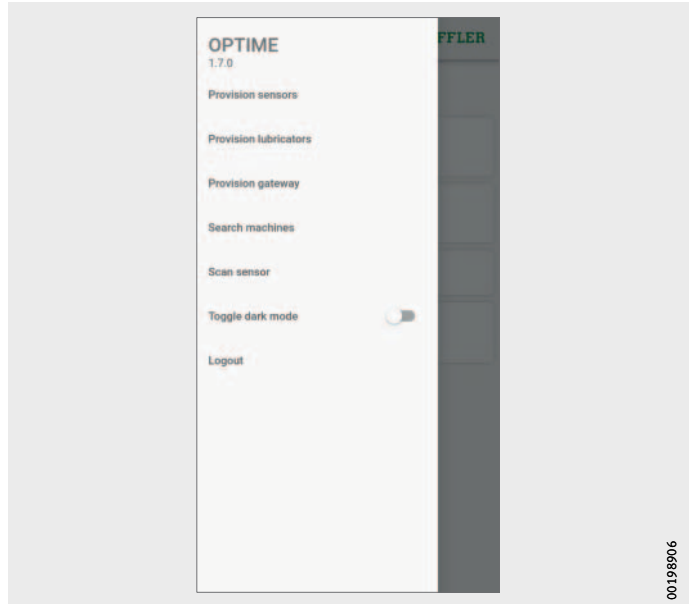 OPTIME
1.7.0
Provision sensors
Provision lubricators
Provision gateway
Search machines
Scan sensor
Toggle dark mode
Logout
FFLER
00198906